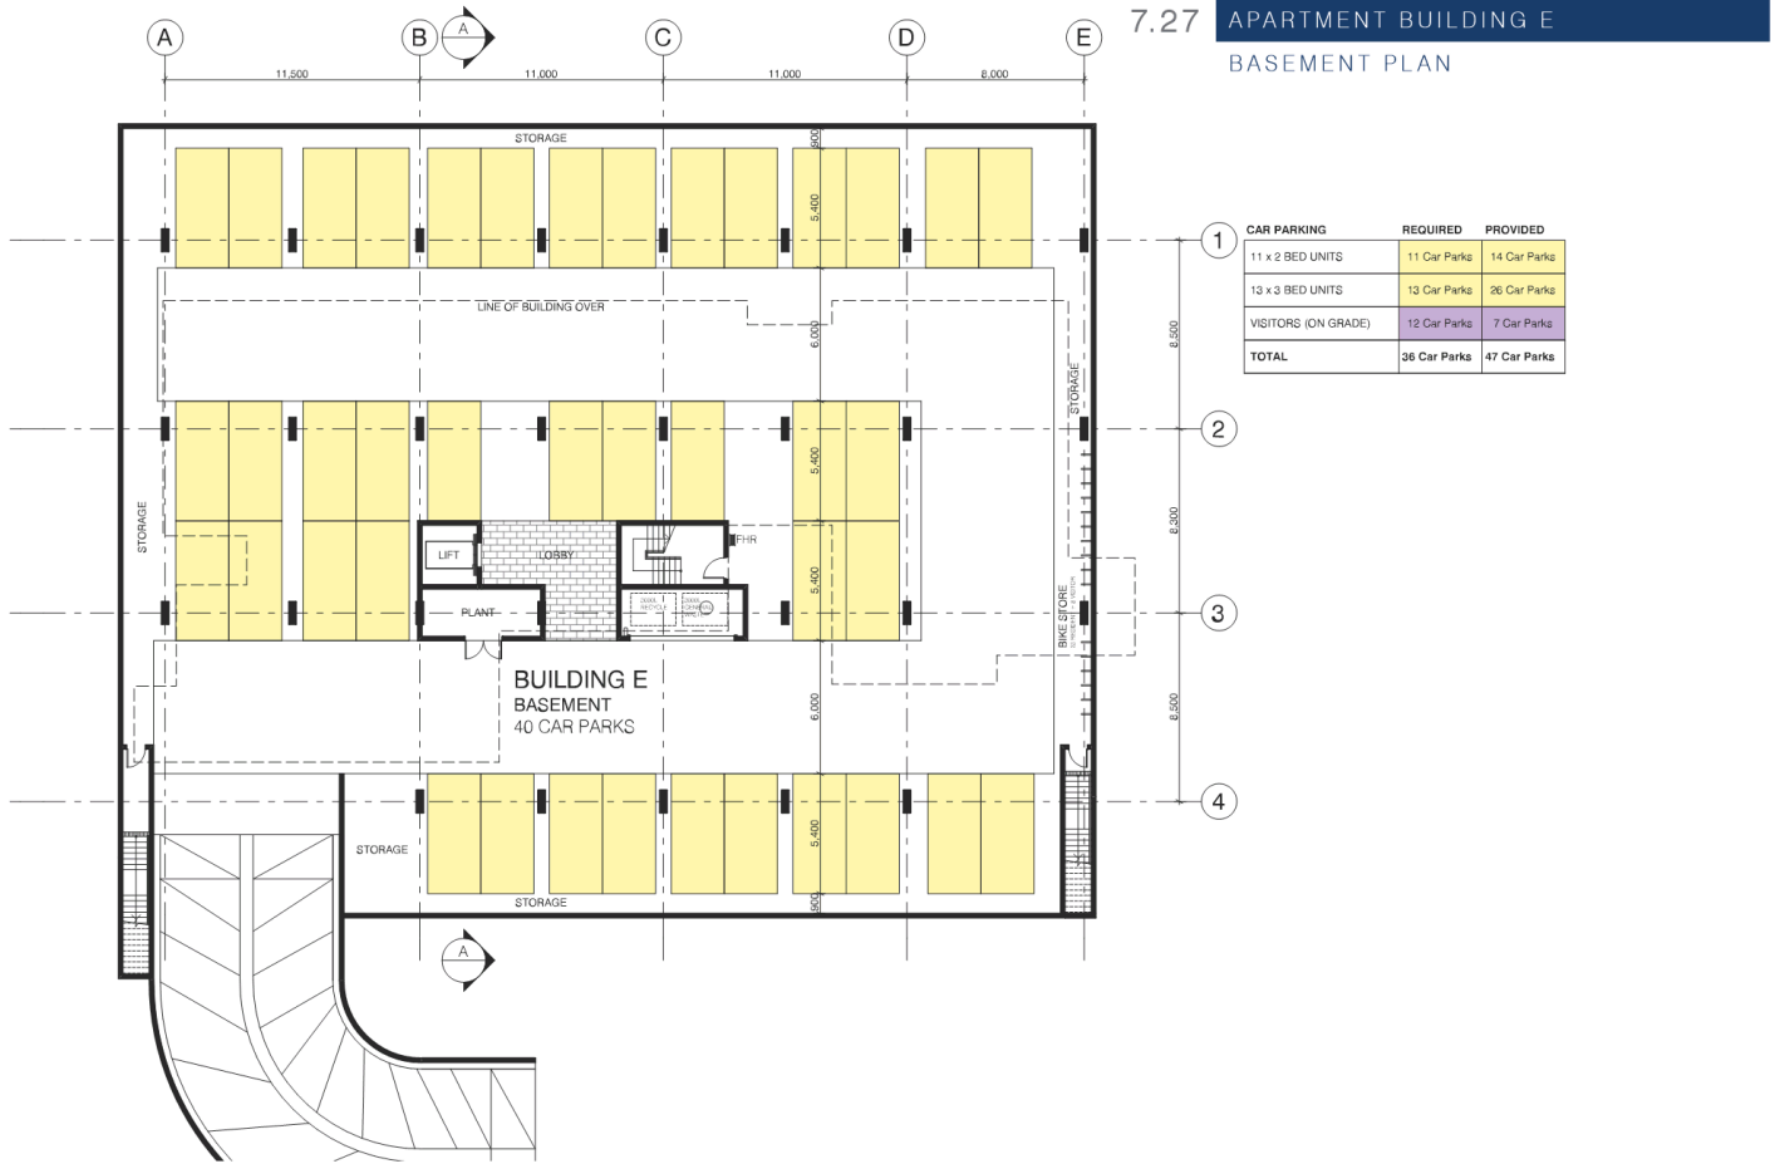 7.27 APARTMENT BUILDING E
BASEMENT PLAN
A B A C D E
11,500 11,000 11,000 8,000
STORAGE
900
5,400
1
CAR PARKING REQUIRED PROVIDED
11 x 2 BED UNITS 11 Car Parks 14 Car Parks
13 x 3 BED UNITS 13 Car Parks 26 Car Parks
VISITORS (ON GRADE) 12 Car Parks 7 Car Parks
TOTAL 36 Car Parks 47 Car Parks
LINE OF BUILDING OVER
6,000
8,500
STORAGE
2
5,400
STORAGE
8,300
LIFT LOBBY FHR
5,400
PLANT
RECYCLE
GENERAL
BIKE STORE
3
BUILDING E
BASEMENT
40 CAR PARKS
6,000
8,500
4
STORAGE
5,400
STORAGE
900
A